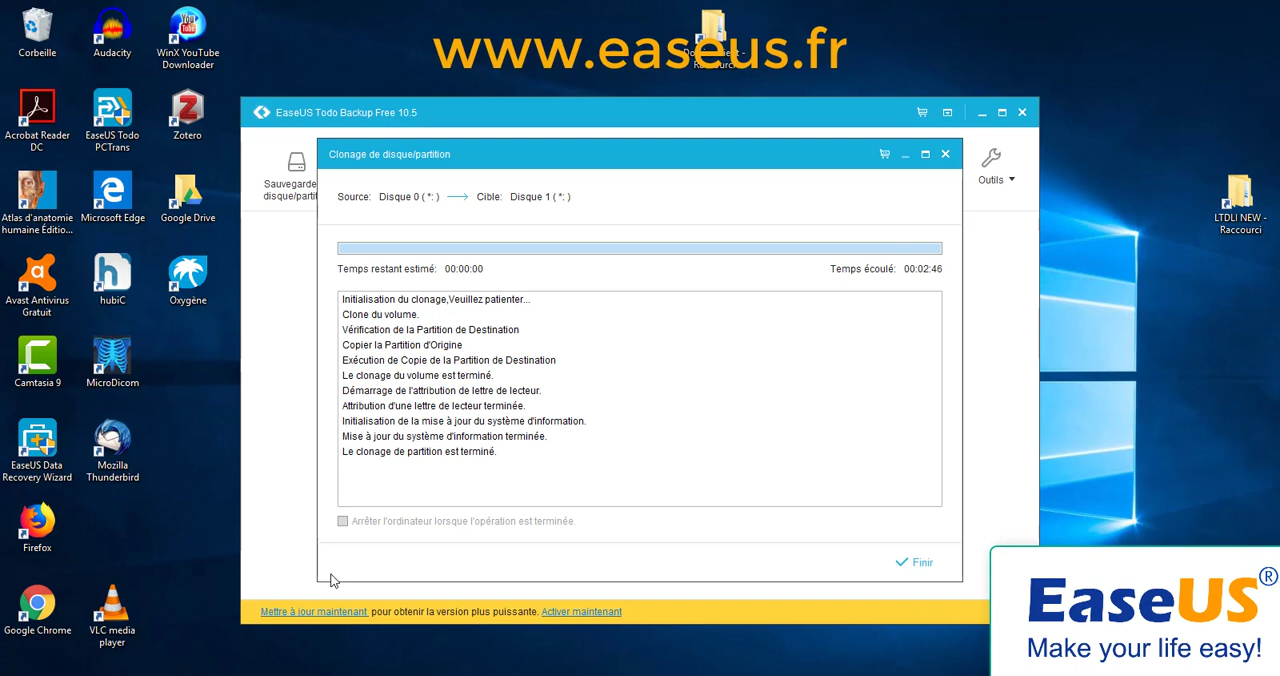 www.easeus.fr
Corbeille
Audacity
WinX YouTube
Downloader
You
Tube
Acrobat Reader
DC
EaseUS Todo
PCTrans
Zotero
Atlas d'anatomie
humaine Éditio...
Microsoft Edge
Google Drive
Avast Antivirus
Gratuit
hubiC
Oxygène
Camtasia 9
MicroDicom
EaseUS Data
Recovery Wizard
Mozilla
Thunderbird
Firefox
Google Chrome
VLC media
player
LTDLI NEW -
Raccourci
EaseUS Todo Backup Free 10.5
Sauvegarde
disque/parti
Outils
Clonage de disque/partition
Source: Disque 0 ( *: ) Cible: Disque 1 ( *: )
Temps restant estimé: 00:00:00 Temps écoulé: 00:02:46
Initialisation du clonage,Veuillez patienter...
Clone du volume.
Vérification de la Partition de Destination
Copier la Partition d'Origine
Exécution de Copie de la Partition de Destination
Le clonage du volume est terminé.
Démarrage de l'attribution de lettre de lecteur.
Attribution d'une lettre de lecteur terminée.
Initialisation de la mise à jour du système d'information.
Mise à jour du système d'information terminée.
Le clonage de partition est terminé.
Arrêter l'ordinateur lorsque l'opération est terminée.
Finir
Mettre à jour maintenant pour obtenir la version plus puissante. Activer maintenant
EaseUS®
Make your life easy!